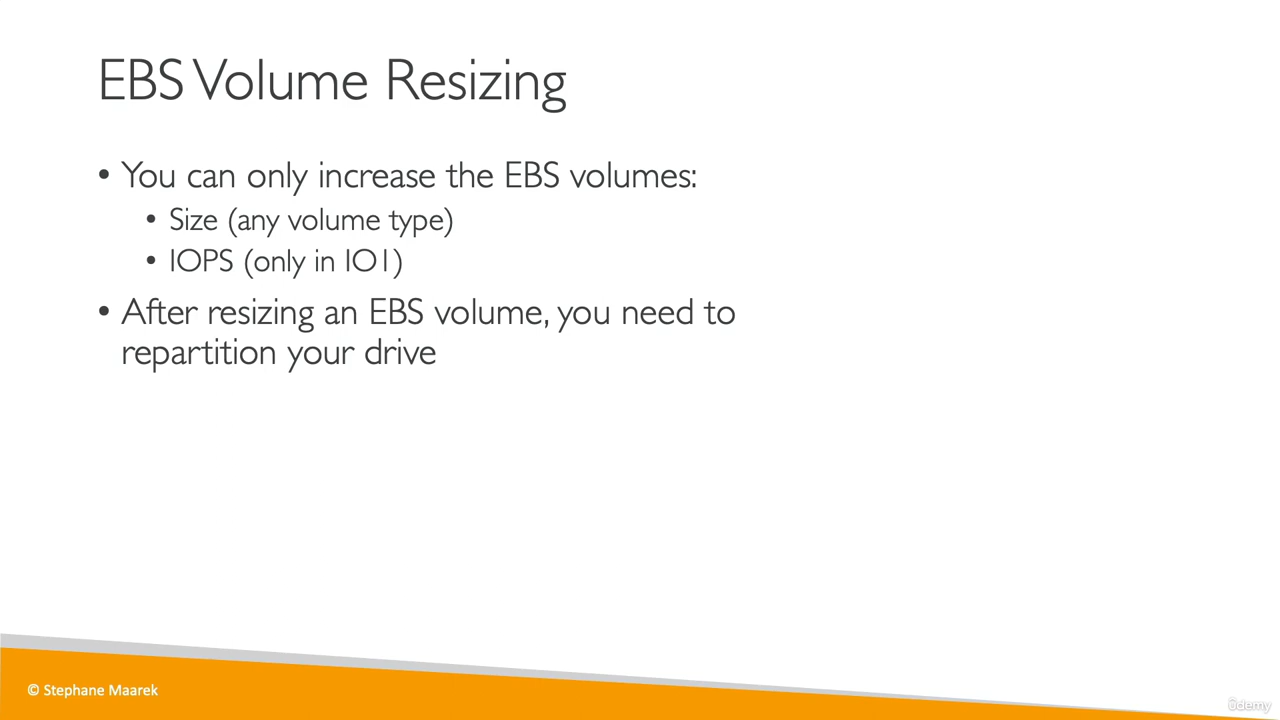 EBS Volume Resizing
• You can only increase the EBS volumes:
• Size (any volume type)
• IOPS (only in IO1)
• After resizing an EBS volume, you need to
repartition your drive
© Stephane Maarek
ûdemy